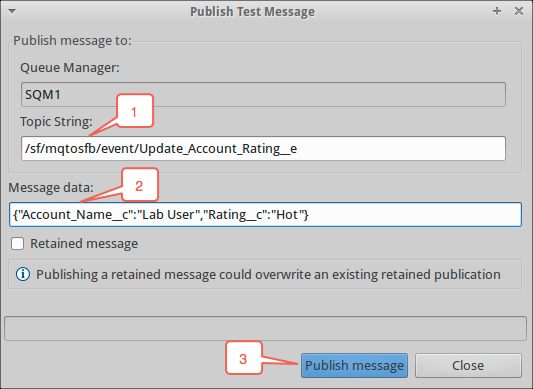 Publish Test Message
Publish message to:
Queue Manager:
SQM1
1
Topic String:
/sf/mqtosfb/event/Update_Account_Rating__e
2
Message data:
{"Account_Name__c":"Lab User","Rating__c":"Hot"}
Retained message
Publishing a retained message could overwrite an existing retained publication
3
Publish message
Close